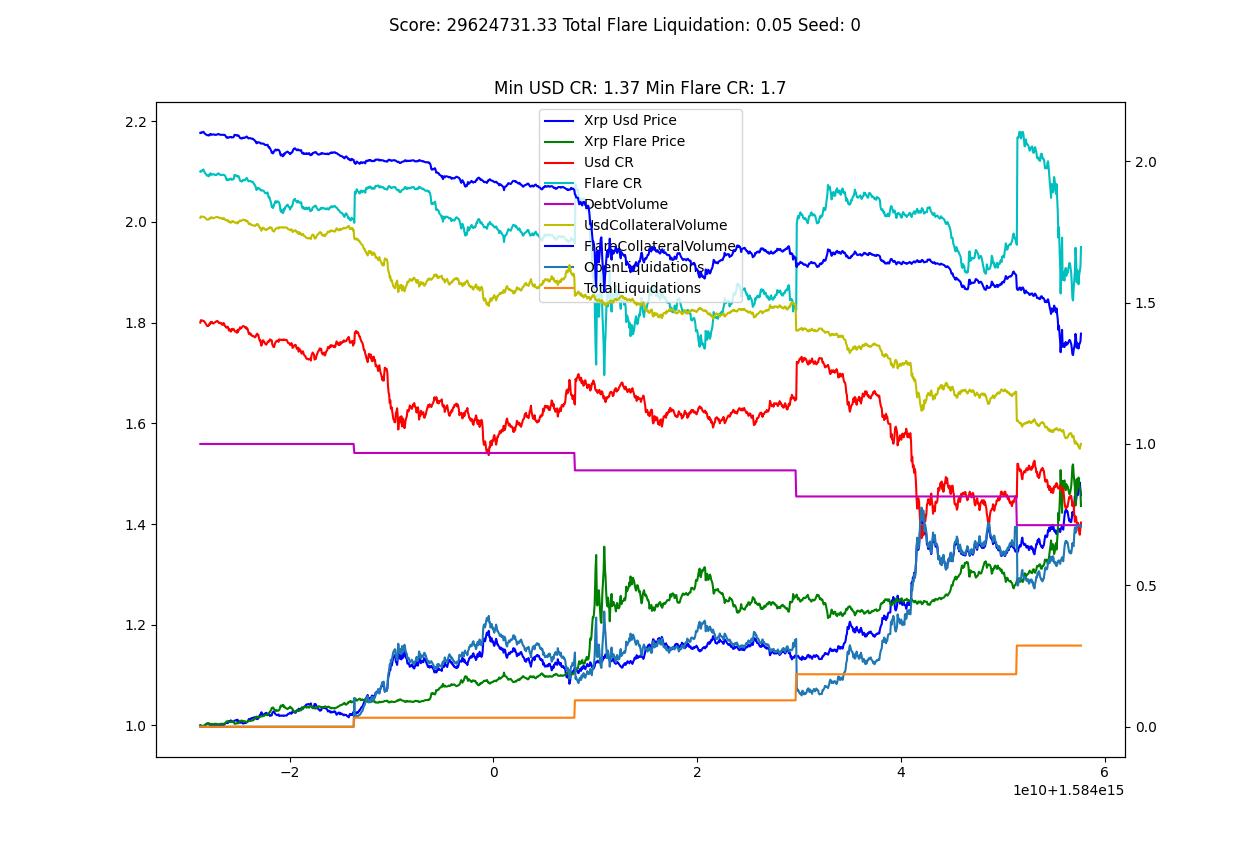 Score: 29624731.33 Total Flare Liquidation: 0.05 Seed: 0
Min USD CR: 1.37 Min Flare CR: 1.7
Xrp Usd Price
Xrp Flare Price
Usd CR
Flare CR
DebtVolume
UsdCollateralVolume
FlareCollateralVolume
OpenLiquidations
TotalLiquidations
2.2
2.0
1.8
1.6
1.4
1.2
1.0
2.0
1.5
1.0
0.5
0.0
−2 0 2 4 6
1e10+1.584e15